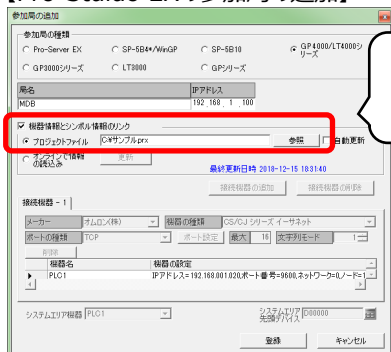 【Pro-Studio EXの参加局の追加】
参加局の追加
参加局の種類
Pro-Server EX
SP-5B4*/WinGP
SP-5B10
GP4000/LT4000シリーズ
GP3000シリーズ
LT3000
GPシリーズ
局名
IPアドレス
MDB
192.168. 1 .100
機器情報とシンボル情報のリンク
プロジェクトファイル
C:¥サンプル.prx
参照
自動更新
オンラインで情報の読込み
更新
最終更新日時 2018-12-15 18:31:40
接続機器の追加
接続機器の削除
接続機器 - 1
メーカー
オムロン(株)
機器の種類
CS/CJ シリーズ イーサネット
ポートの種類
TCP
ポート設定
最大
16
文字列モード
1
削除
機器名
機器の設定
PLC1
IPアドレス=192.168.001.020,ポート番号=9600,ネットワーク=0,ノード=1
システムエリア機器
PLC1
システムエリア先頭デバイス
D00000
登録
キャンセル